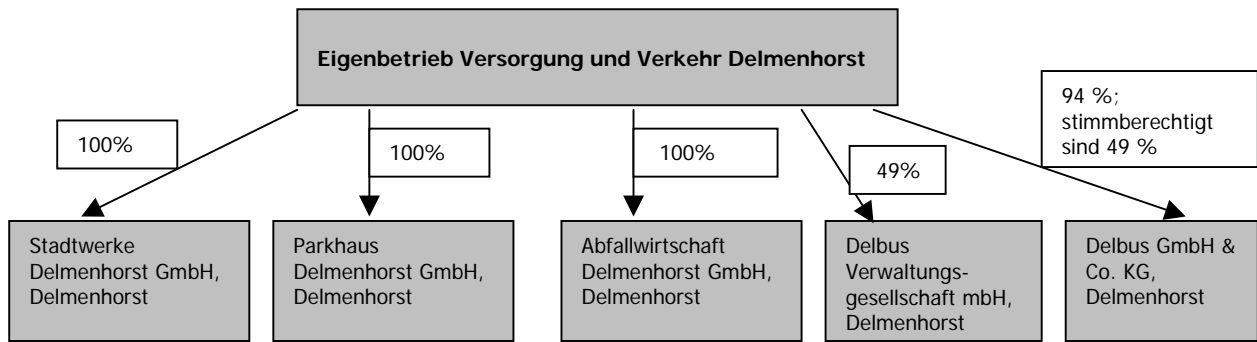 Eigenbetrieb Versorgung und Verkehr Delmenhorst
100%
100%
100%
49%
94 %;
stimmberechtigt
sind 49 %
Stadtwerke
Delmenhorst GmbH,
Delmenhorst
Parkhaus
Delmenhorst GmbH,
Delmenhorst
Abfallwirtschaft
Delmenhorst GmbH,
Delmenhorst
Delbus
Verwaltungs-
gesellschaft mbH,
Delmenhorst
Delbus GmbH &
Co. KG,
Delmenhorst